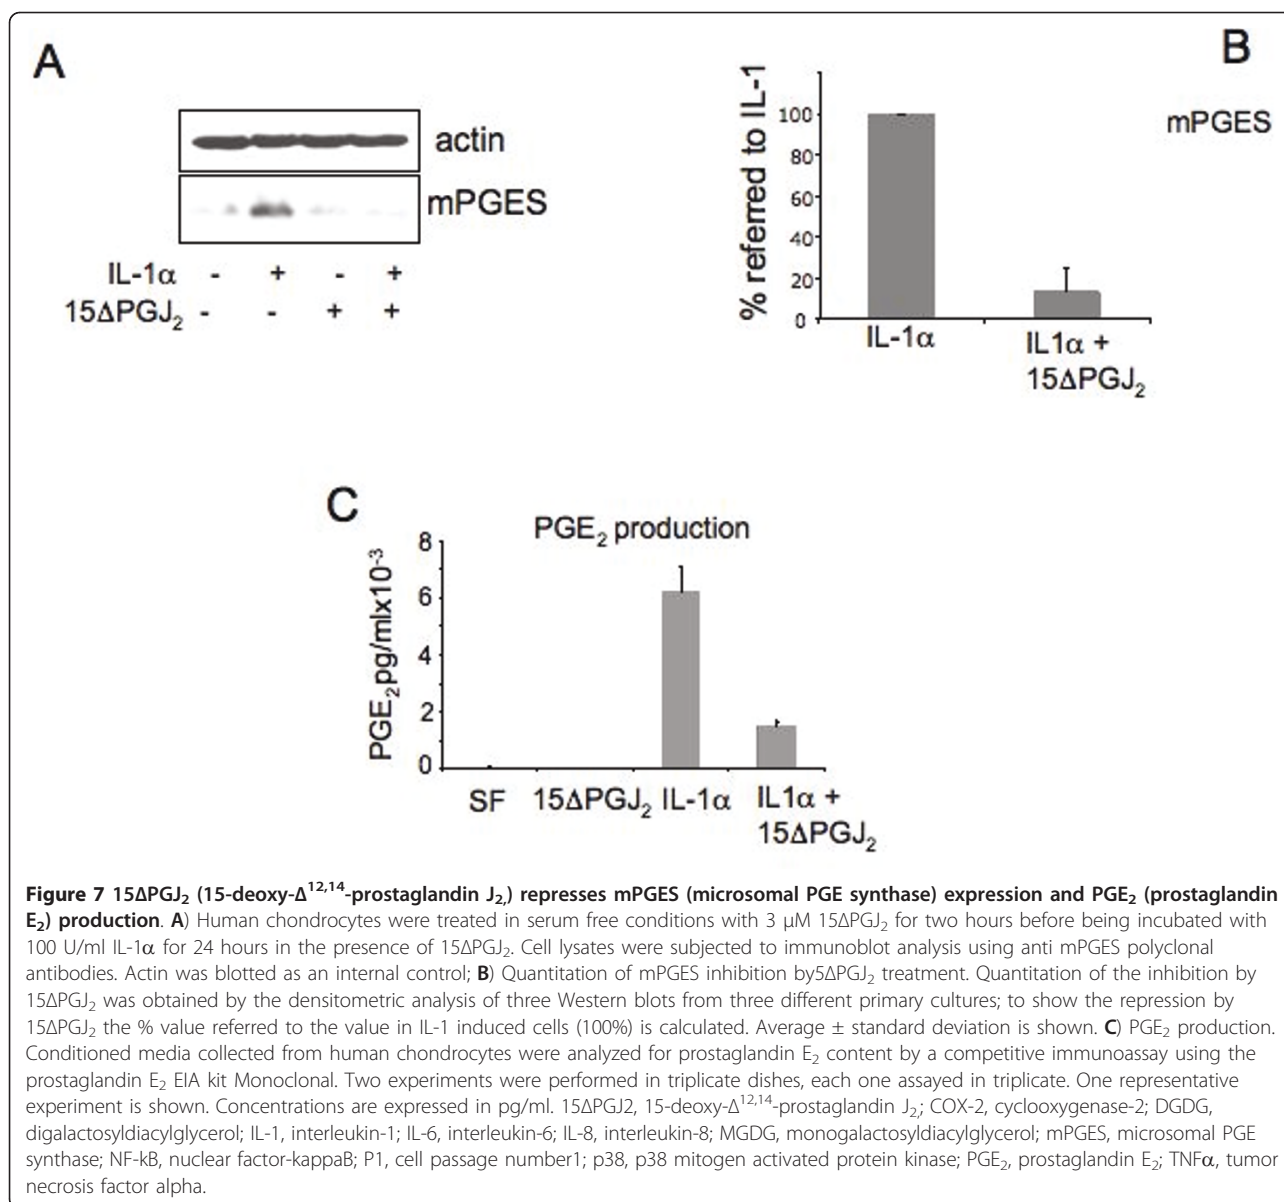 A
actin
mPGES
IL-1α - + - +
15ΔPGJ₂ - - + +
B
mPGES
% referred to IL-1
100
80
60
40
20
0
IL-1α
IL1α +
15ΔPGJ₂
C
PGE₂ production
PGE₂pg/mlx10⁻³
8
6
4
2
0
SF
15ΔPGJ₂
IL-1α
IL1α +
15ΔPGJ₂
Figure 7 15ΔPGJ₂ (15-deoxy-Δ¹²,¹⁴-prostaglandin J₂,) represses mPGES (microsomal PGE synthase) expression and PGE₂ (prostaglandin
E₂) production. A) Human chondrocytes were treated in serum free conditions with 3 μM 15ΔPGJ₂ for two hours before being incubated with
100 U/ml IL-1α for 24 hours in the presence of 15ΔPGJ₂. Cell lysates were subjected to immunoblot analysis using anti mPGES polyclonal
antibodies. Actin was blotted as an internal control; B) Quantitation of mPGES inhibition by5ΔPGJ₂ treatment. Quantitation of the inhibition by
15ΔPGJ₂ was obtained by the densitometric analysis of three Western blots from three different primary cultures; to show the repression by
15ΔPGJ₂ the % value referred to the value in IL-1 induced cells (100%) is calculated. Average ± standard deviation is shown. C) PGE₂ production.
Conditioned media collected from human chondrocytes were analyzed for prostaglandin E₂ content by a competitive immunoassay using the
prostaglandin E₂ EIA kit Monoclonal. Two experiments were performed in triplicate dishes, each one assayed in triplicate. One representative
experiment is shown. Concentrations are expressed in pg/ml. 15ΔPGJ2, 15-deoxy-Δ¹²,¹⁴-prostaglandin J₂,; COX-2, cyclooxygenase-2; DGDG,
digalactosyldiacylglycerol; IL-1, interleukin-1; IL-6, interleukin-6; IL-8, interleukin-8; MGDG, monogalactosyldiacylglycerol; mPGES, microsomal PGE
synthase; NF-kB, nuclear factor-kappaB; P1, cell passage number1; p38, p38 mitogen activated protein kinase; PGE₂, prostaglandin E₂; TNFα, tumor
necrosis factor alpha.